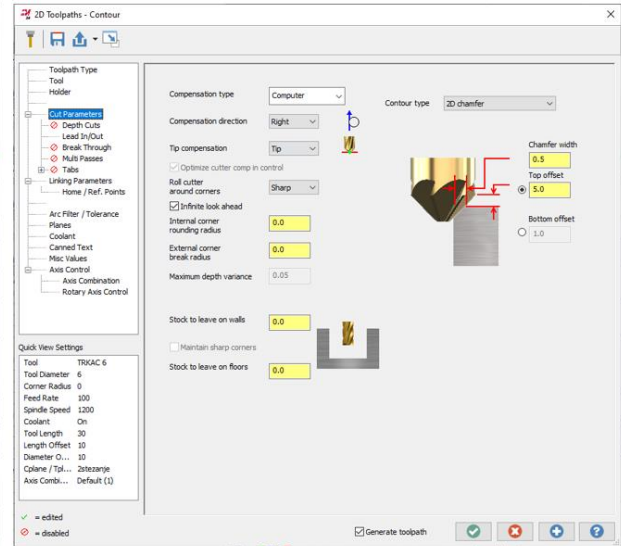 2D Toolpaths - Contour
Toolpath Type
Tool
Holder
Cut Parameters
Depth Cuts
Lead In/Out
Break Through
Multi Passes
Tabs
Linking Parameters
Home / Ref. Points
Arc Filter / Tolerance
Planes
Coolant
Canned Text
Misc Values
Axis Control
Axis Combination
Rotary Axis Control
Quick View Settings
Tool TRKAC 6
Tool Diameter 6
Corner Radius 0
Feed Rate 100
Spindle Speed 1200
Coolant On
Tool Length 30
Length Offset 10
Diameter O... 10
Cplane / Tpl... 2stezanje
Axis Combi... Default (1)
= edited
= disabled
Compensation type Computer
Compensation direction Right
Tip compensation Tip
Optimize cutter comp in control
Roll cutter
around corners Sharp
Infinite look ahead
Internal corner
rounding radius 0.0
External corner
break radius 0.0
Maximum depth variance 0.05
Stock to leave on walls 0.0
Maintain sharp corners
Stock to leave on floors 0.0
Contour type 2D chamfer
Chamfer width
0.5
Top offset
5.0
Bottom offset
1.0
Generate toolpath